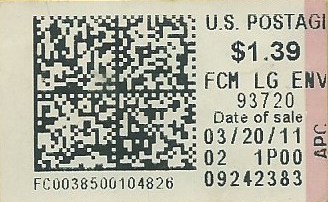 U.S. POSTAG
$1.39
FCM LG ENV
93720
Date of sale
03/20/11
02 1P00
09242383
APC
FC0038500104826